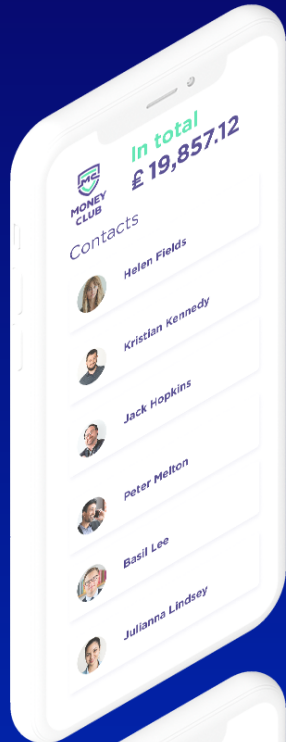 MC
MONEY
CLUB
In total
£ 19,857.12
Contacts
Helen Fields
Kristian Kennedy
Jack Hopkins
Peter Melton
Basil Lee
Julianna Lindsey